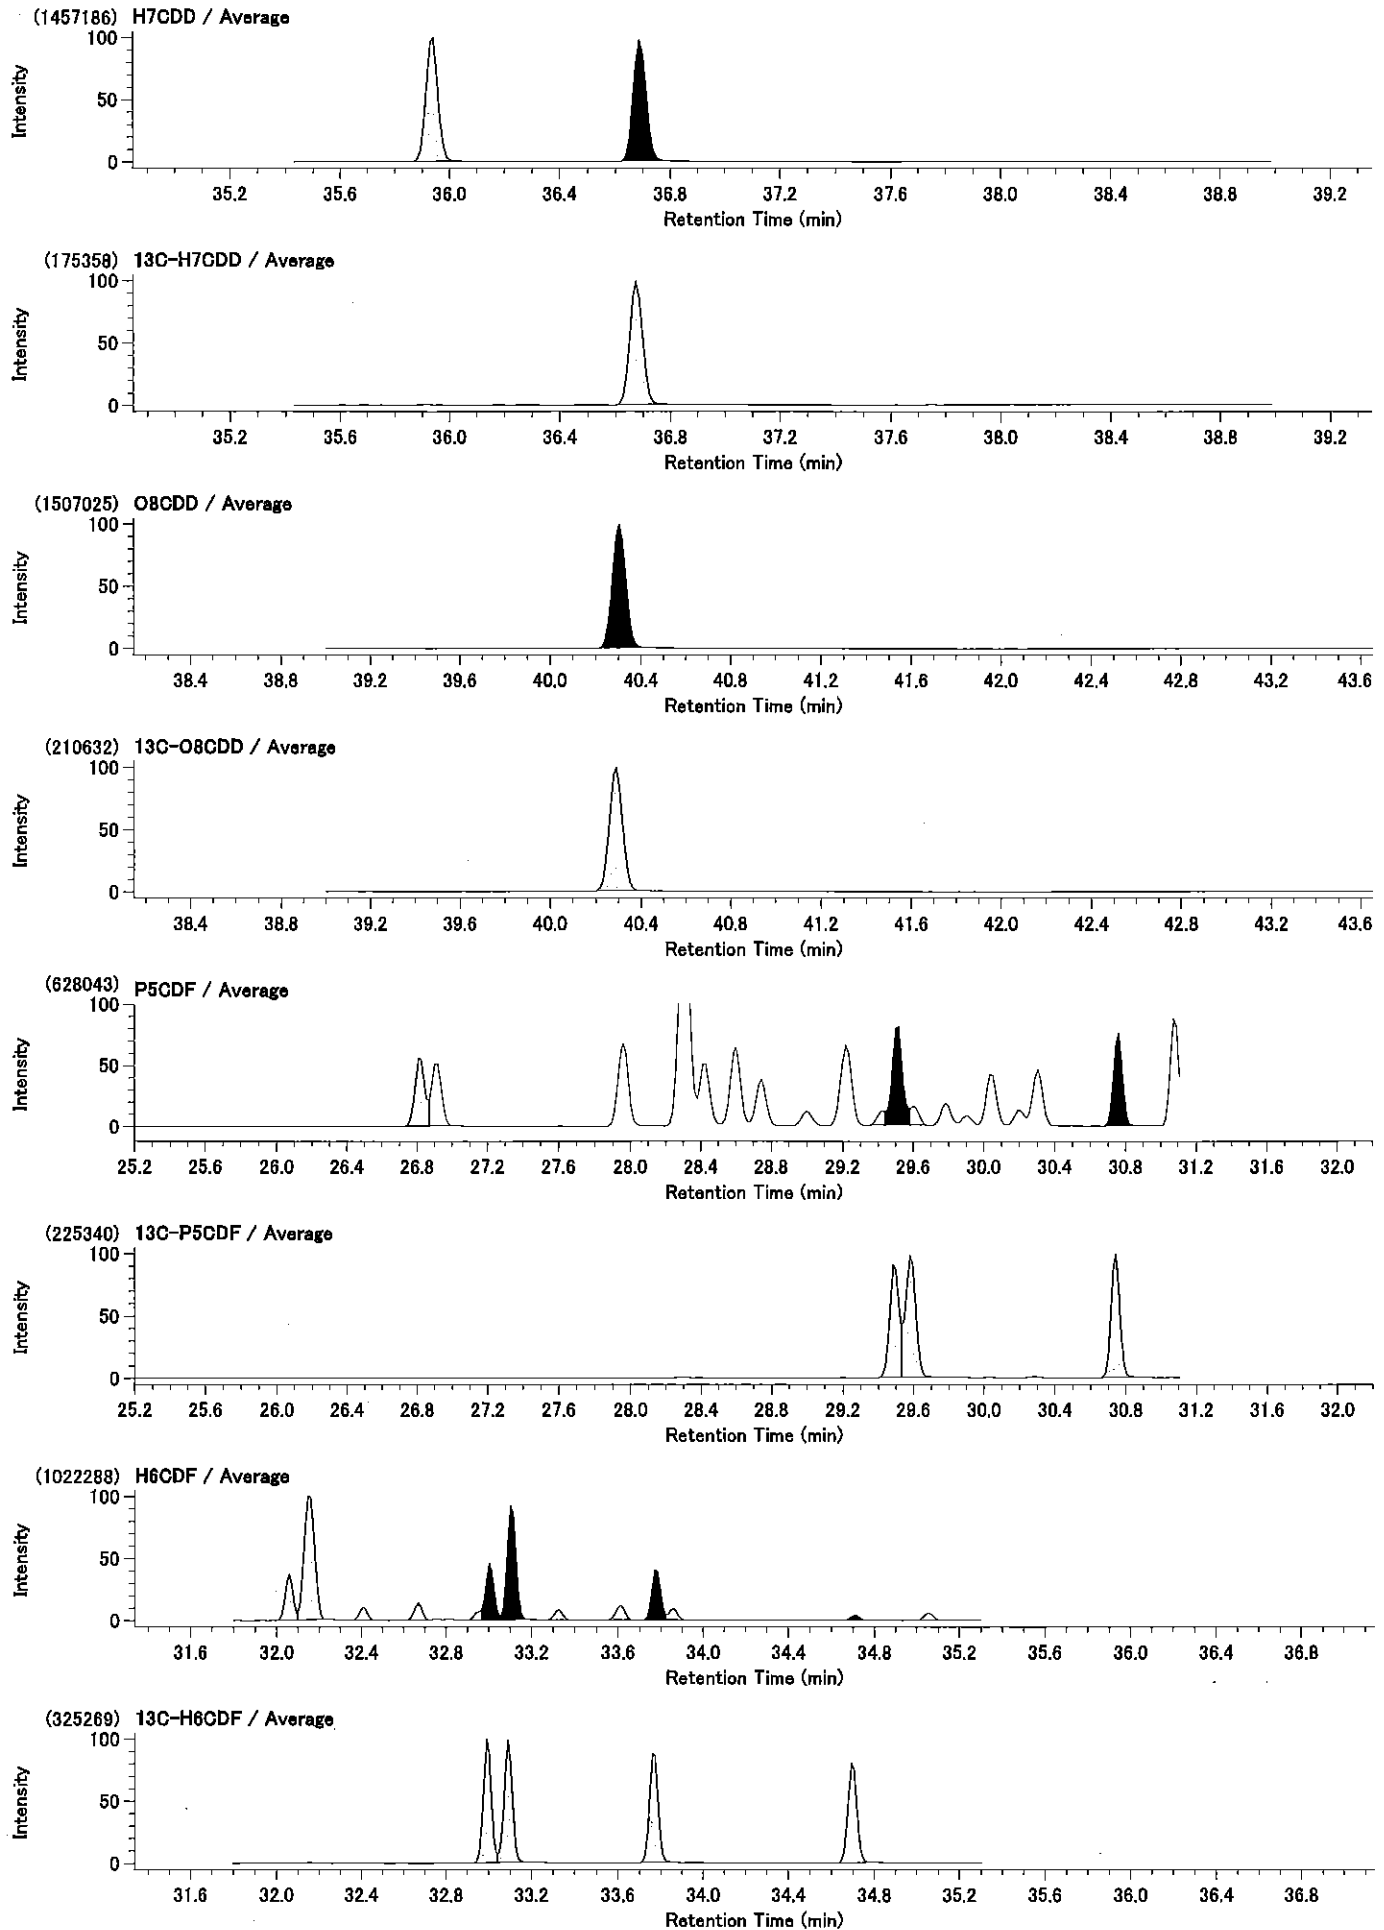 (1457186) H7CDD / Average
100
50
0
Intensity
35.2 35.6 36.0 36.4 36.8 37.2 37.6 38.0 38.4 38.8 39.2
Retention Time (min)
(175358) 13C-H7CDD / Average
100
50
0
Intensity
35.2 35.6 36.0 36.4 36.8 37.2 37.6 38.0 38.4 38.8 39.2
Retention Time (min)
(1507025) O8CDD / Average
100
50
0
Intensity
38.4 38.8 39.2 39.6 40.0 40.4 40.8 41.2 41.6 42.0 42.4 42.8 43.2 43.6
Retention Time (min)
(210632) 13C-O8CDD / Average
100
50
0
Intensity
38.4 38.8 39.2 39.6 40.0 40.4 40.8 41.2 41.6 42.0 42.4 42.8 43.2 43.6
Retention Time (min)
(628043) P5CDF / Average
100
50
0
Intensity
25.2 25.6 26.0 26.4 26.8 27.2 27.6 28.0 28.4 28.8 29.2 29.6 30.0 30.4 30.8 31.2 31.6 32.0
Retention Time (min)
(225340) 13C-P5CDF / Average
100
50
0
Intensity
25.2 25.6 26.0 26.4 26.8 27.2 27.6 28.0 28.4 28.8 29.2 29.6 30.0 30.4 30.8 31.2 31.6 32.0
Retention Time (min)
(1022288) H6CDF / Average
100
50
0
Intensity
31.6 32.0 32.4 32.8 33.2 33.6 34.0 34.4 34.8 35.2 35.6 36.0 36.4 36.8
Retention Time (min)
(325269) 13C-H6CDF / Average
100
50
0
Intensity
31.6 32.0 32.4 32.8 33.2 33.6 34.0 34.4 34.8 35.2 35.6 36.0 36.4 36.8
Retention Time (min)